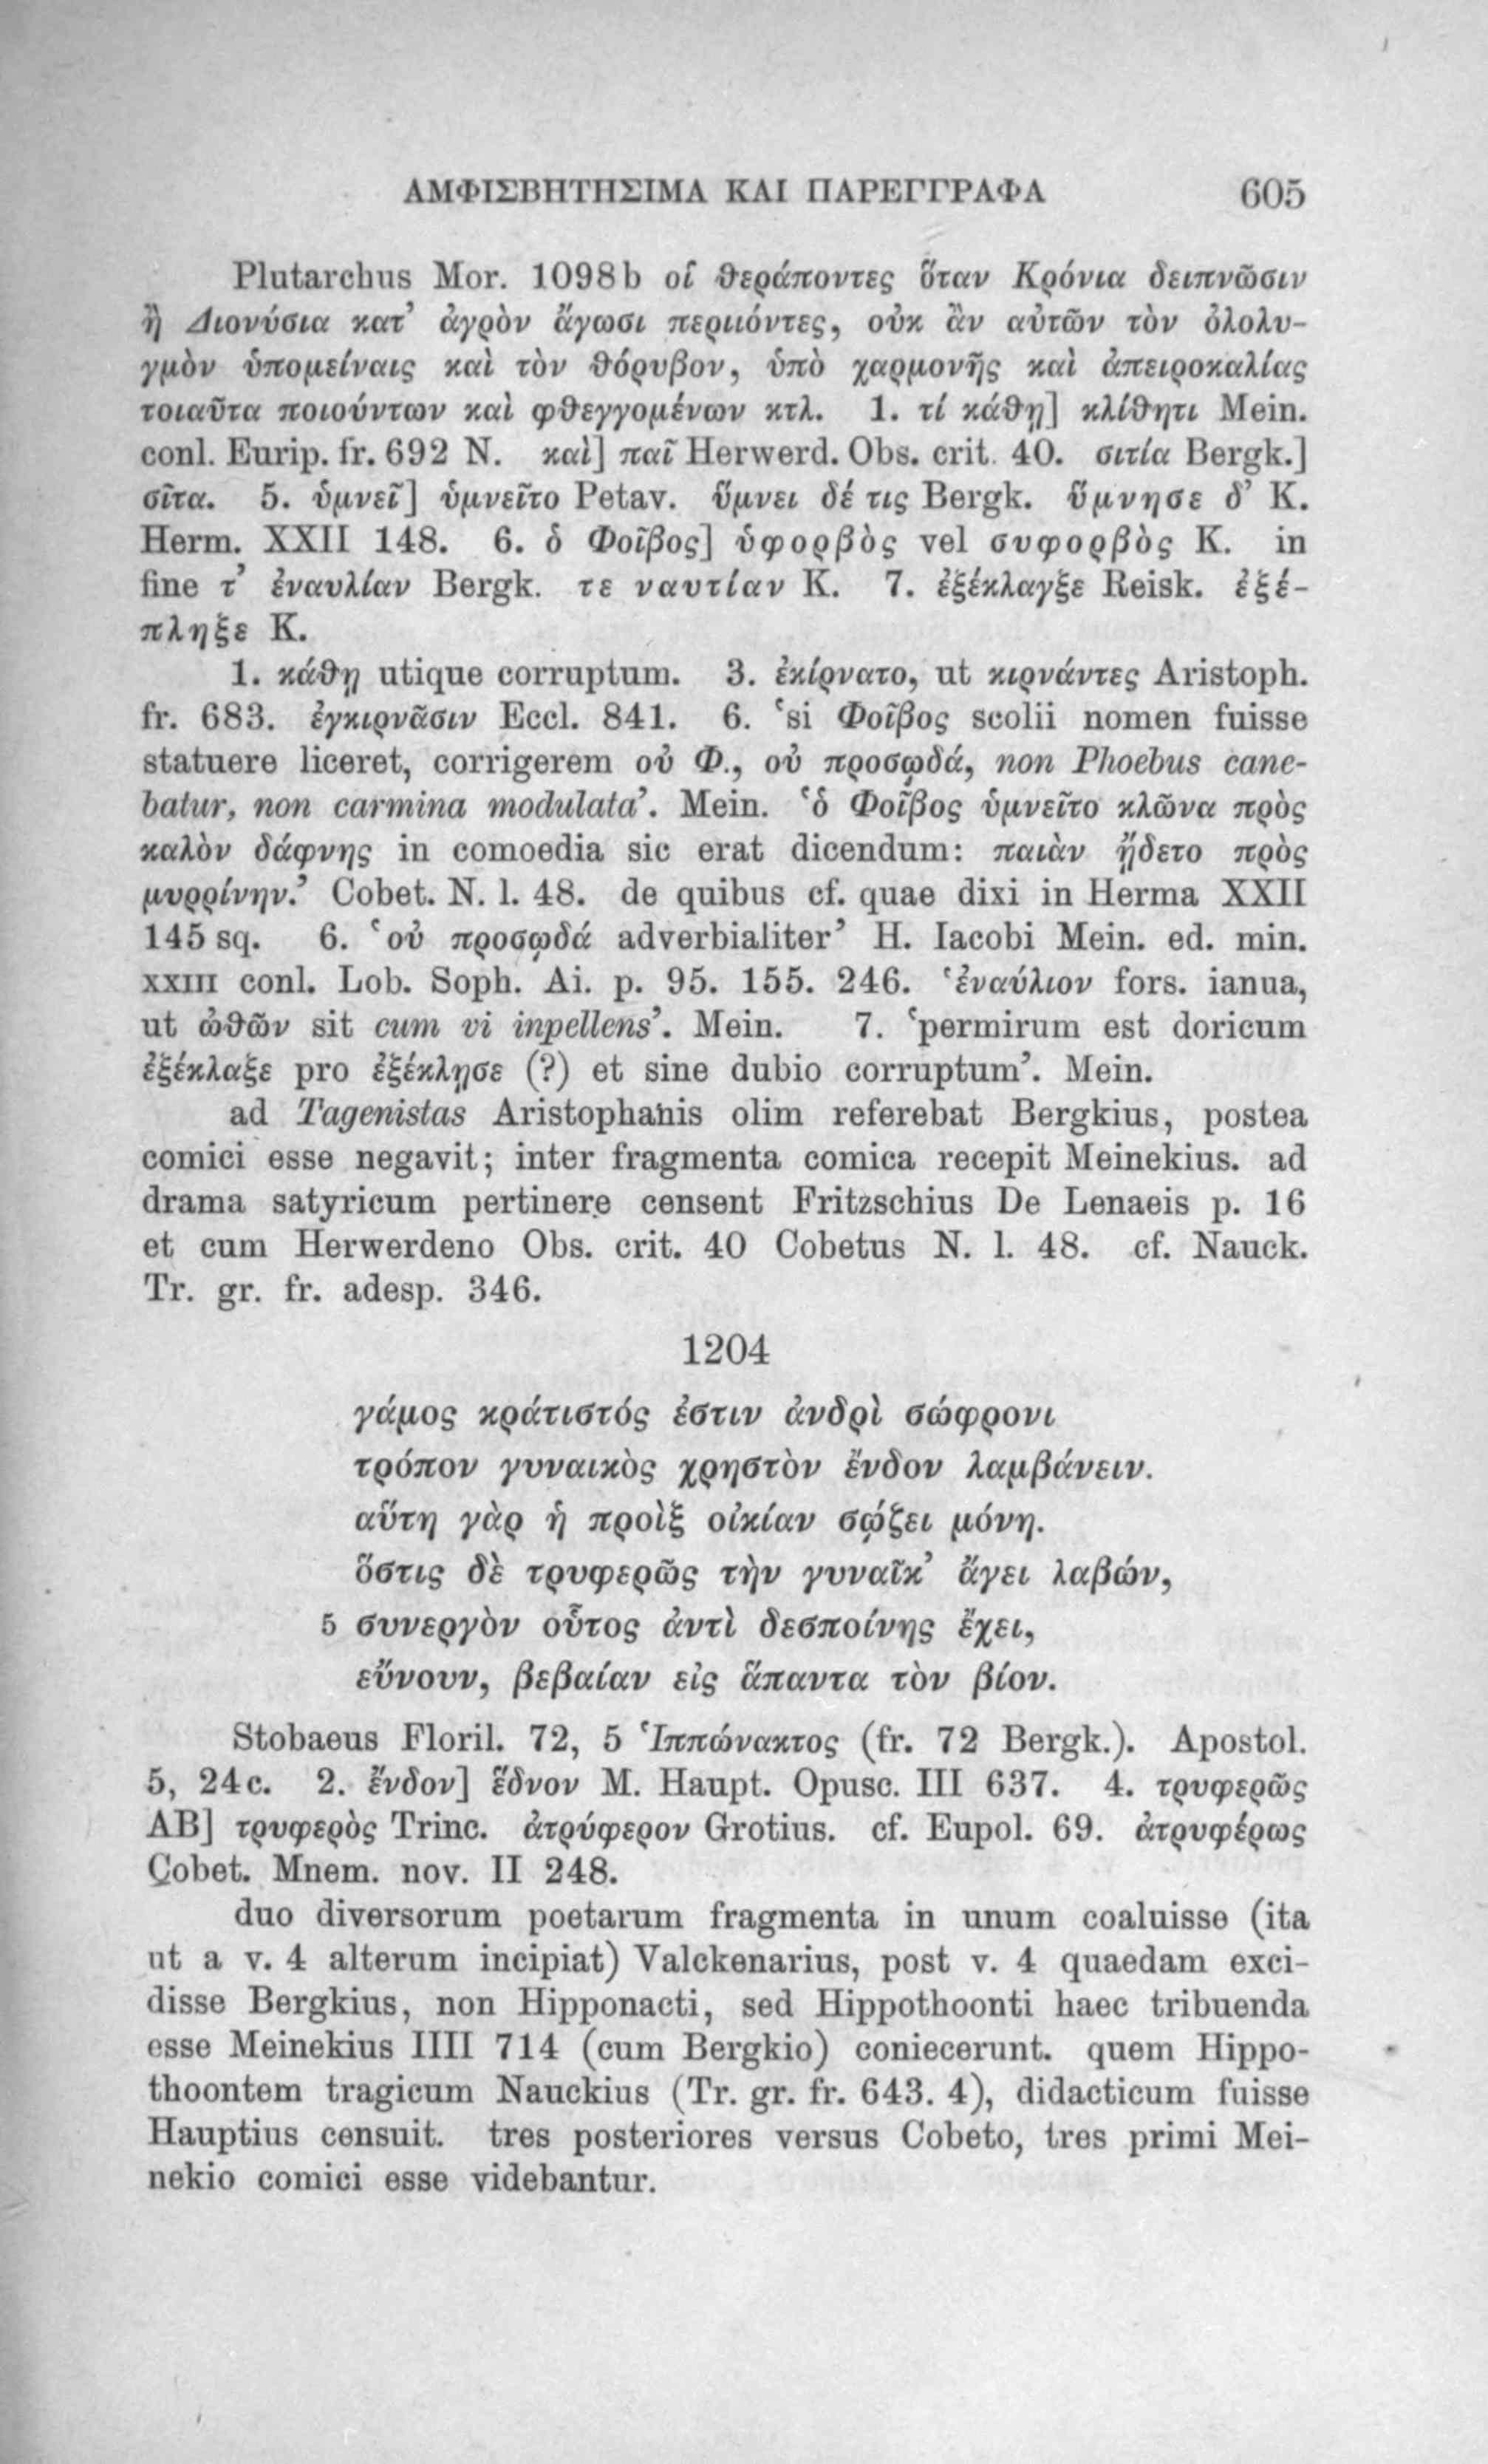 ΑΜΦΙΣΒΗΤΗΣΙΜΑ ΚΑΙ ΠΑΡΕΓΓΡΑΦΑ 605
Plutarchus Mor. 1098b οἱ θεράποντες ὅταν Κρόνια δειπνῶσιν
ἢ Διονύσια κατ’ ἀγρὸν ἄγωσι περιιόντες, οὐκ ἂν αὐτῶν τὸν ὀλολυ-
γμὸν ὑπομείναις καὶ τὸν θόρυβον, ὑπὸ χαρμονῆς καὶ ἀπειροκαλίας
τοιαῦτα ποιούντων καὶ φθεγγομένων κτλ. 1. τί κάθῃ] κλίθητι Mein.
conl. Eurip. fr. 692 N. καὶ] παῖ Herwerd. Obs. crit. 40. σιτία Bergk.]
σῖτα. 5. ὑμνεῖ] ὑμνεῖτο Petav. ὕμνει δέ τις Bergk. ὕμνησε δ’ K.
Herm. XXII 148. 6. ὁ Φοῖβος] ὑφορβὸς vel συφορβὸς K. in
fine τ’ ἐναυλίαν Bergk. τε ναυτίαν K. 7. ἐξέκλαγξε Reisk. ἐξέ-
πληξε K.
1. κάθῃ utique corruptum. 3. ἐκίρνατο, ut κιρνάντες Aristoph.
fr. 683. ἐγκιρνᾶσιν Eccl. 841. 6. ‘si Φοῖβος scolii nomen fuisse
statuere liceret, corrigerem οὐ Φ., οὐ προσῳδά, non Phoebus cane-
batur, non carmina modulata’. Mein. ‘ὁ Φοῖβος ὑμνεῖτο κλῶνα πρὸς
καλὸν δάφνης in comoedia sic erat dicendum: παιὰν ᾔδετο πρὸς
μυρρίνην.’ Cobet. N. l. 48. de quibus cf. quae dixi in Herma XXII
145 sq. 6. ‘οὐ προσῳδά adverbialiter’ H. Iacobi Mein. ed. min.
XXIII conl. Lob. Soph. Ai. p. 95. 155. 246. ‘ἐναύλιον fors. ianua,
ut ὠθῶν sit cum vi inpellens’. Mein. 7. ‘permirum est doricum
ἐξέκλαξε pro ἐξέκλησε (?) et sine dubio corruptum’. Mein.
ad Tagenistas Aristophanis olim referebat Bergkius, postea
comici esse negavit; inter fragmenta comica recepit Meinekius. ad
drama satyricum pertinere censent Fritzschius De Lenaeis p. 16
et cum Herwerdeno Obs. crit. 40 Cobetus N. l. 48. cf. Nauck.
Tr. gr. fr. adesp. 346.
1204
γάμος κράτιστός ἐστιν ἀνδρὶ σώφρονι
τρόπον γυναικὸς χρηστὸν ἔνδον λαμβάνειν.
αὕτη γὰρ ἡ προὶξ οἰκίαν σῴζει μόνη.
ὅστις δὲ τρυφερῶς τὴν γυναῖκ’ ἄγει λαβών,
5 συνεργὸν οὗτος ἀντὶ δεσποίνης ἔχει,
εὔνουν, βεβαίαν εἰς ἅπαντα τὸν βίον.
Stobaeus Floril. 72, 5 Ἱππώνακτος (fr. 72 Bergk.). Apostol.
5, 24c. 2. ἔνδον] ἕδνον M. Haupt. Opusc. III 637. 4. τρυφερῶς
AB] τρυφερὸς Trinc. ἀτρύφερον Grotius. cf. Eupol. 69. ἀτρυφέρως
Cobet. Mnem. nov. II 248.
duo diversorum poetarum fragmenta in unum coaluisse (ita
ut a v. 4 alterum incipiat) Valckenarius, post v. 4 quaedam exci-
disse Bergkius, non Hipponacti, sed Hippothoonti haec tribuenda
esse Meinekius IIII 714 (cum Bergkio) coniecerunt. quem Hippo-
thoontem tragicum Nauckius (Tr. gr. fr. 643. 4), didacticum fuisse
Hauptius censuit. tres posteriores versus Cobeto, tres primi Mei-
nekio comici esse videbantur.